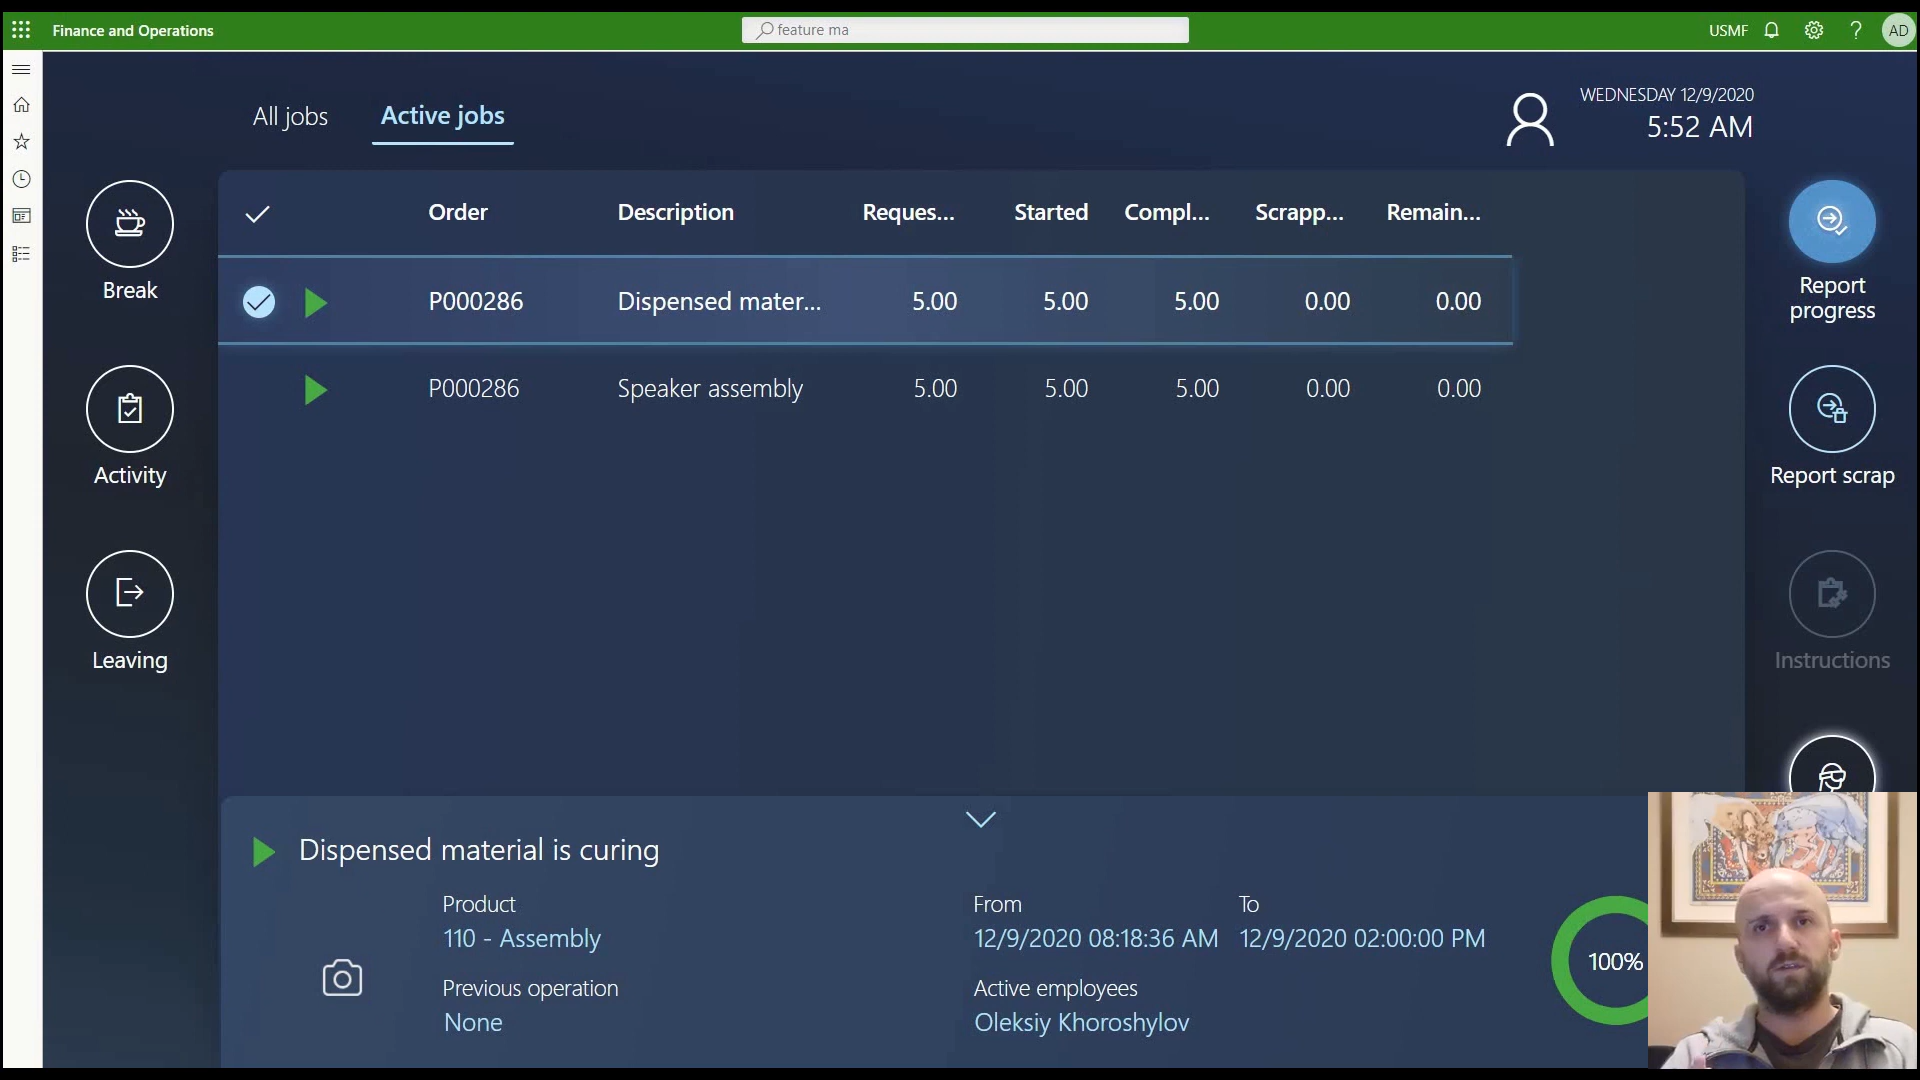 Finance and Operations
feature ma
USMF
?
AD
All jobs
Active jobs
WEDNESDAY 12/9/2020
5:52 AM
Break
Activity
Leaving
Order Description Reques... Started Compl... Scrapp... Remain...
P000286 Dispensed mater... 5.00 5.00 5.00 0.00 0.00
P000286 Speaker assembly 5.00 5.00 5.00 0.00 0.00
Report
progress
Report scrap
Instructions
Dispensed material is curing
Product
110 - Assembly
Previous operation
None
From
12/9/2020 08:18:36 AM
To
12/9/2020 02:00:00 PM
Active employees
Oleksiy Khoroshylov
100%